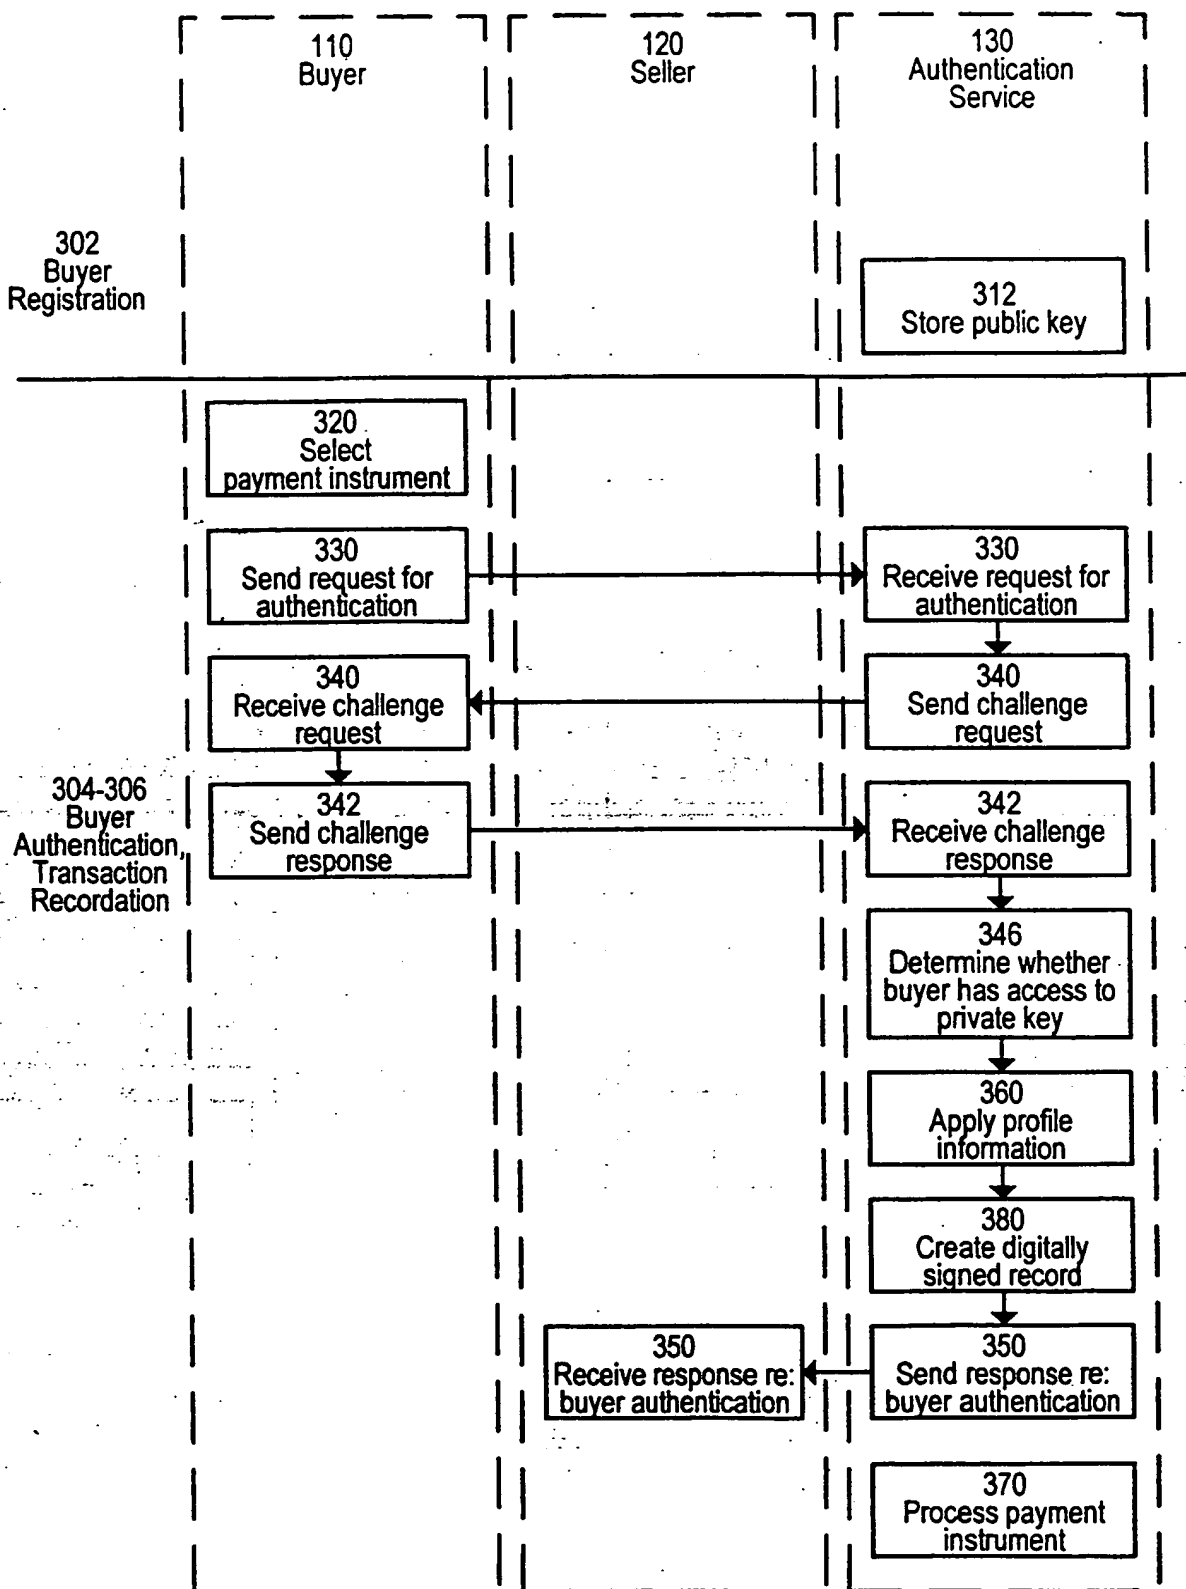 110
Buyer
120
Seller
130
Authentication
Service
302
Buyer
Registration
312
Store public key
320
Select
payment instrument
330
Send request for
authentication
330
Receive request for
authentication
340
Receive challenge
request
340
Send challenge
request
304-306
Buyer
Authentication,
Transaction
Recordation
342
Send challenge
response
342
Receive challenge
response
346
Determine whether
buyer has access to
private key
360
Apply profile
information
380
Create digitally
signed record
350
Receive response re:
buyer authentication
350
Send response re:
buyer authentication
370
Process payment
instrument